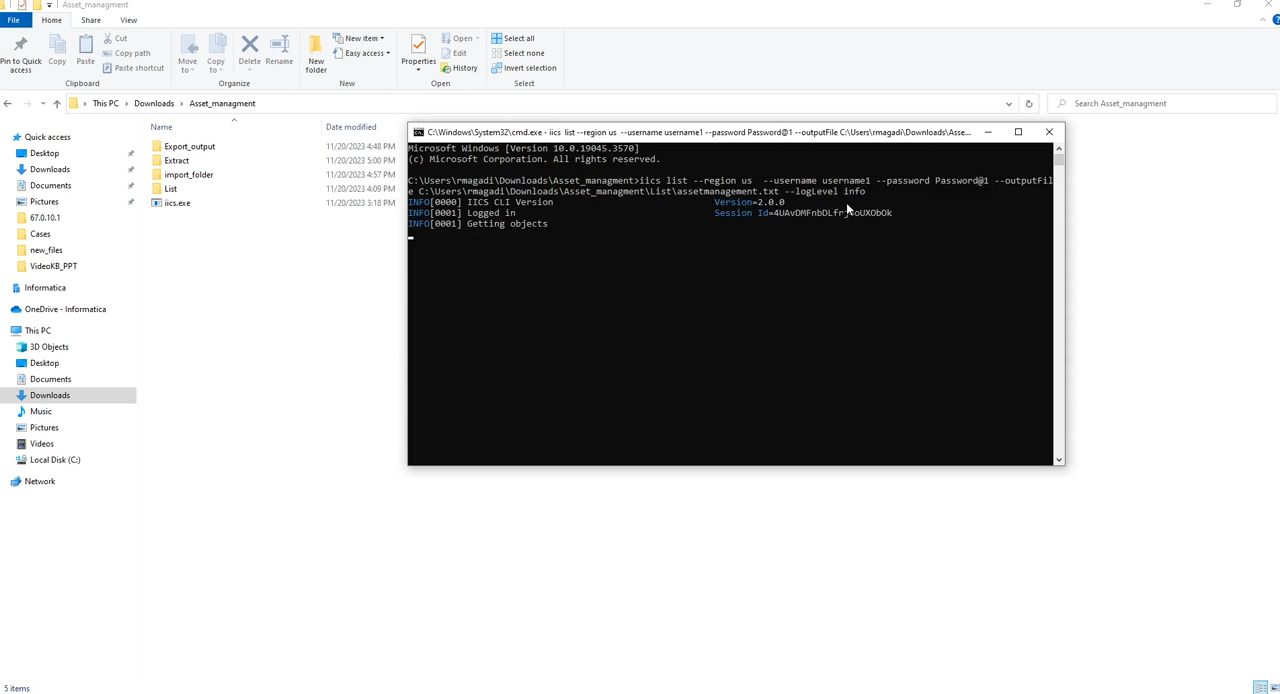 Asset_managment
File Home Share View
Pin to Quick access
Copy
Paste
Cut
Copy path
Paste shortcut
Clipboard
Move to
Copy to
Delete
Rename
Organize
New folder
New item
Easy access
New
Properties
Open
Edit
History
Open
Select all
Select none
Invert selection
Select
This PC › Downloads › Asset_managment
Search Asset_managment
Quick access
Desktop
Downloads
Documents
Pictures
67.0.10.1
Cases
new_files
VideoKB_PPT
Informatica
OneDrive - Informatica
This PC
3D Objects
Desktop
Documents
Downloads
Music
Pictures
Videos
Local Disk (C:)
Network
Name Date modified
Export_output 11/20/2023 4:48 PM
Extract 11/20/2023 5:00 PM
import_folder 11/20/2023 4:57 PM
List 11/20/2023 4:09 PM
iics.exe 11/20/2023 3:18 PM
C:\Windows\System32\cmd.exe - iics list --region us --username username1 --password Password@1 --outputFile C:\Users\rmagadi\Downloads\Asse...
Microsoft Windows [Version 10.0.19045.3570]
(c) Microsoft Corporation. All rights reserved.
C:\Users\rmagadi\Downloads\Asset_managment>iics list --region us --username username1 --password Password@1 --outputFil
e C:\Users\rmagadi\Downloads\Asset_managment\List\assetmanagement.txt --logLevel info
INFO[0000] IICS CLI Version Version=2.0.0
INFO[0001] Logged in Session
INFO[0001] Getting objects
5 items